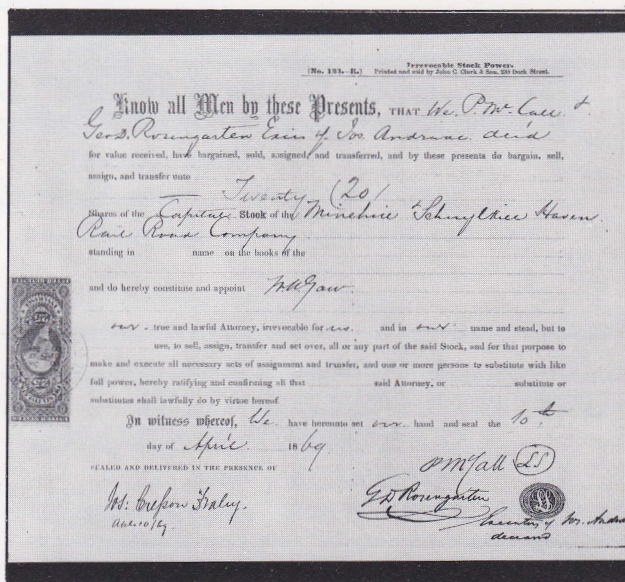 Irrevocable Stock Power.
(No. 193.-R.) Printed and sold by John C. Clark & Son, 230 Dock Street.
Know all Men by these Presents, THAT We, P. McCall &
Geo D. Rosengarten Exrs of Jos. Andrade dec'd
for value received, have bargained, sold, assigned, and transferred, and by these presents do bargain, sell,
assign, and transfer unto
Twenty (20)
Shares of the Capital Stock of the Minehill & Schuylkill Haven
Rail Road Company
standing in name on the books of the
and do hereby constitute and appoint
our true and lawful Attorney, irrevocable for us and in our name and stead, but to
use, to sell, assign, transfer and set over, all or any part of the said Stock, and for that purpose to
make and execute all necessary acts of assignment and transfer, and one or more persons to substitute with like
full power, hereby ratifying and confirming all that said Attorney, or substitute or
substitutes shall lawfully do by virtue hereof.
In witness whereof, We have hereunto set our hand and seal the 10th
day of April 1869
SEALED AND DELIVERED IN THE PRESENCE OF
P McCall LS
G D Rosengarten
Jos: Cresson Fraley.
April 10/69
Executors of Jos. Andrade
deceased